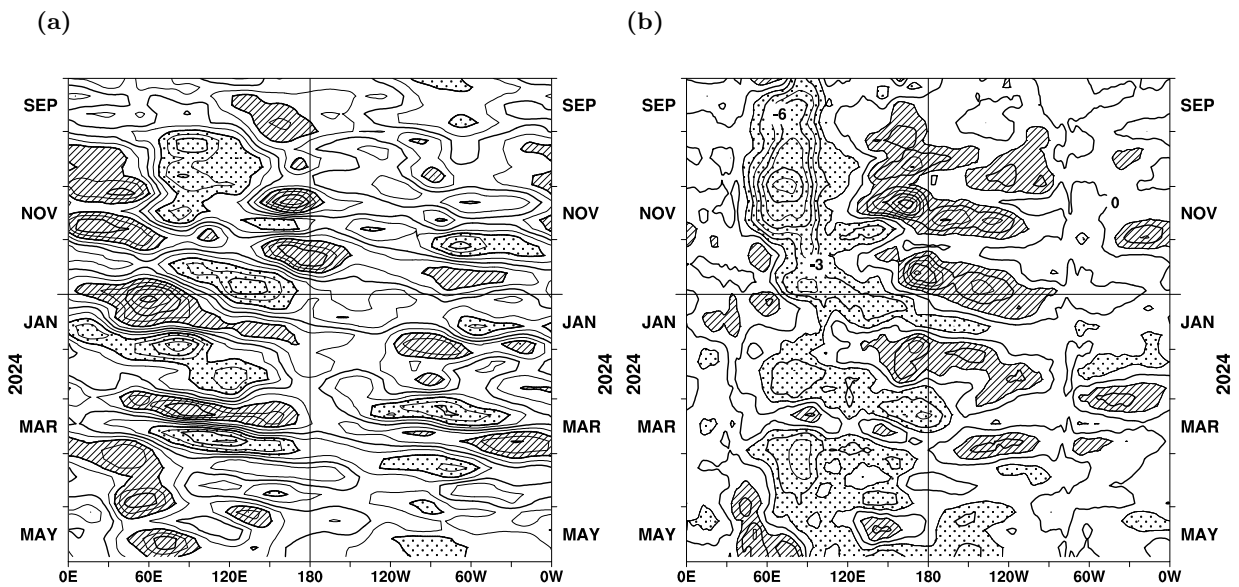 (a) (b)
SEP SEP SEP
-6
NOV NOV 0 NOV
-3
JAN JAN JAN JAN
2024 2024 2024 2024
MAR MAR MAR MAR
MAY MAY MAY MAY
0E 60E 120E 180 120W 60W 0W 0E 60E 120E 180 120W 60W 0W